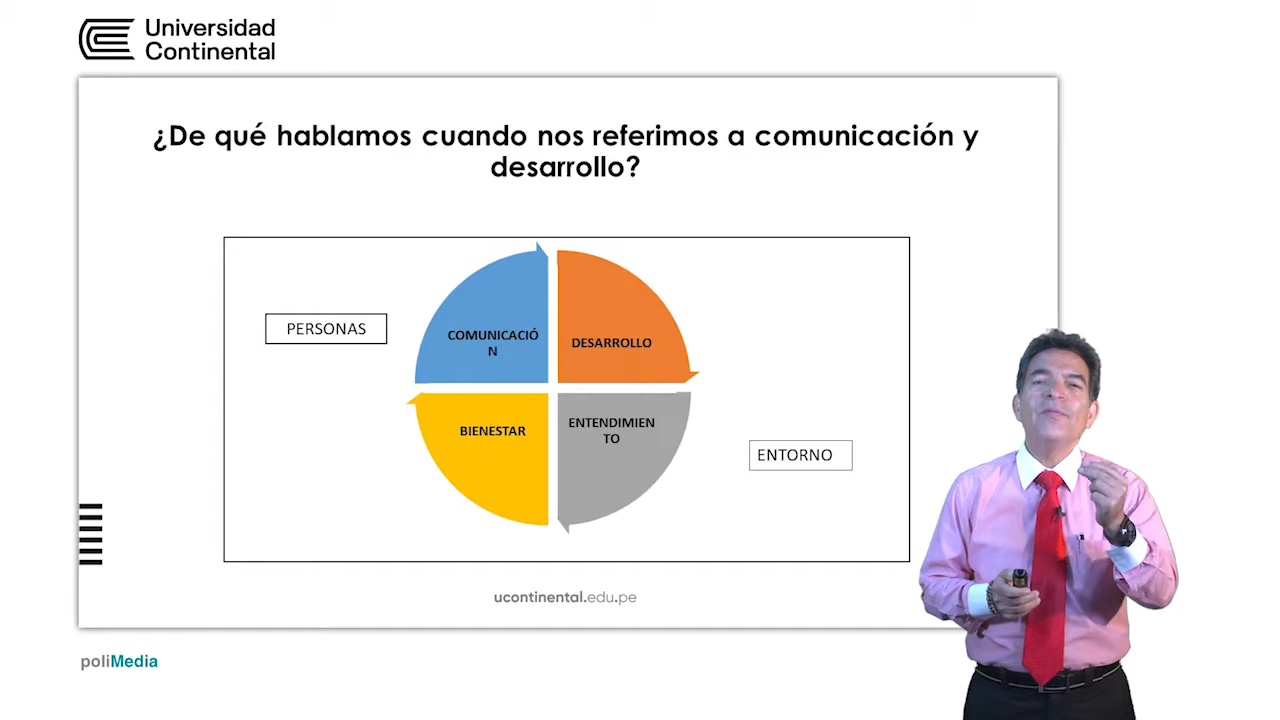 Universidad
Continental
¿De qué hablamos cuando nos referimos a comunicación y
desarrollo?
PERSONAS
COMUNICACIÓ
N
DESARROLLO
BIENESTAR
ENTENDIMIEN
TO
ENTORNO
ucontinental.edu.pe
poliMedia